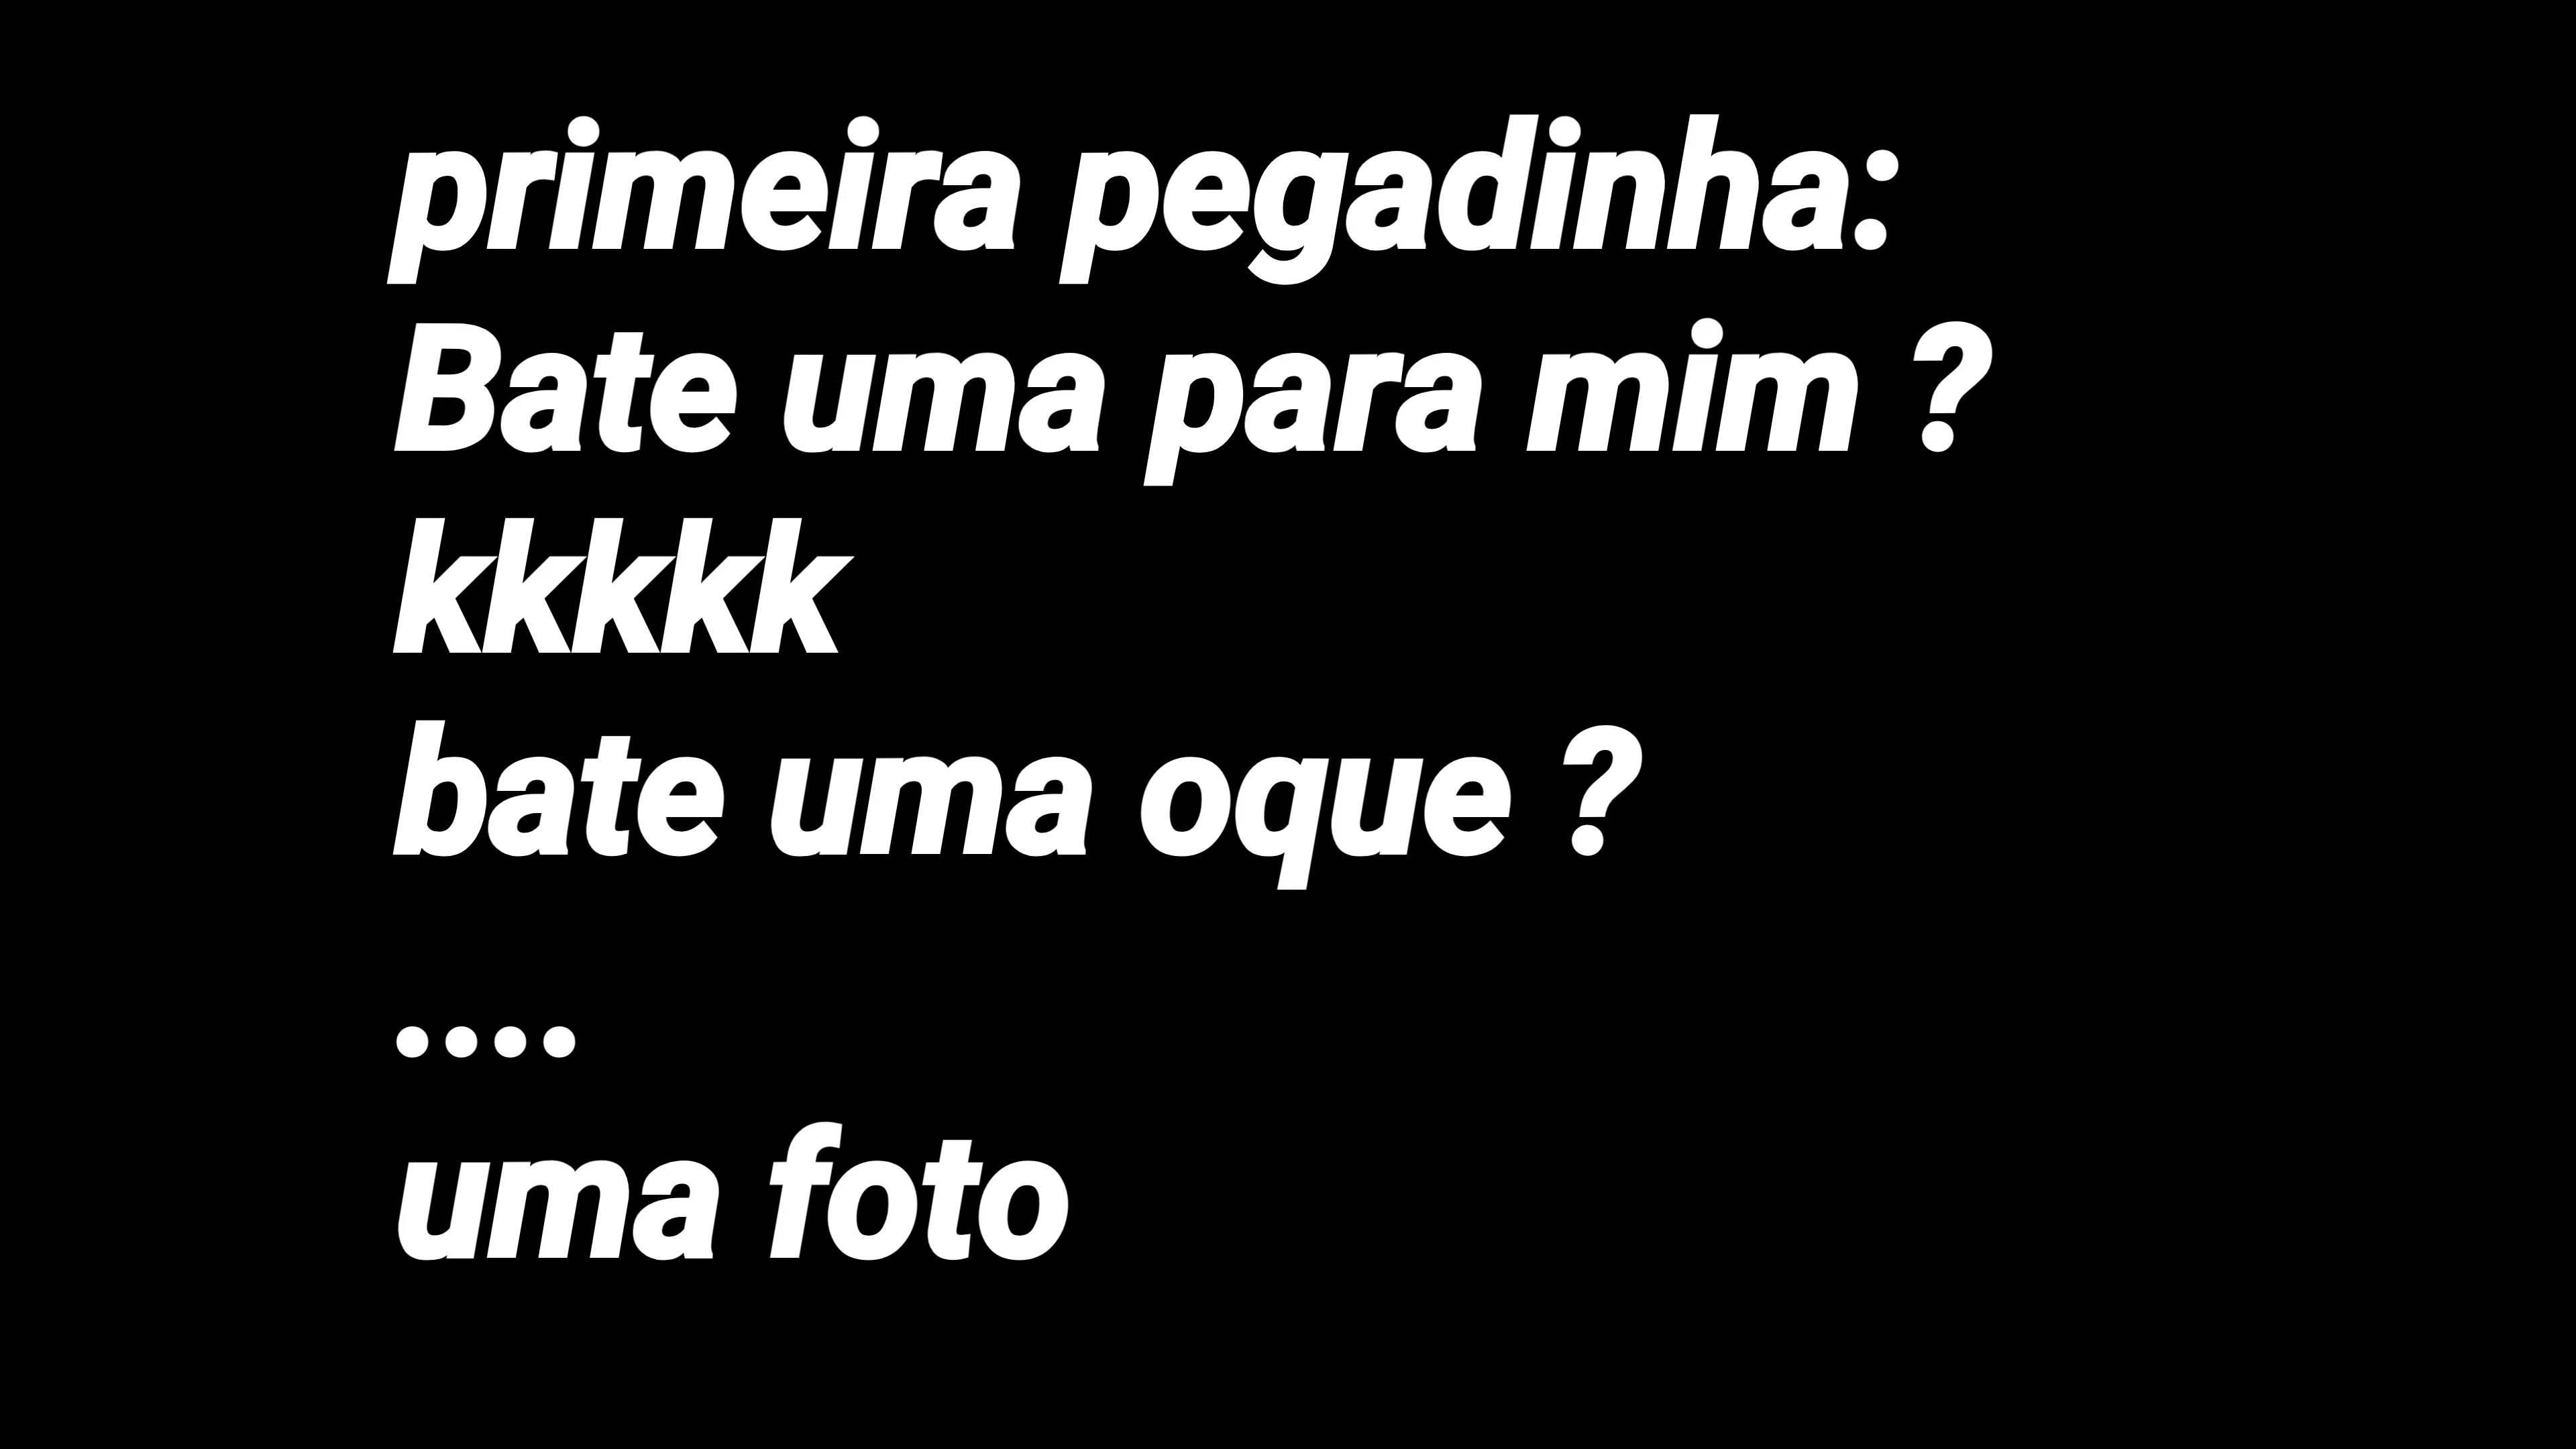 primeira pegadinha:
Bate uma para mim ?
kkkkk
bate uma oque ?
....
uma foto